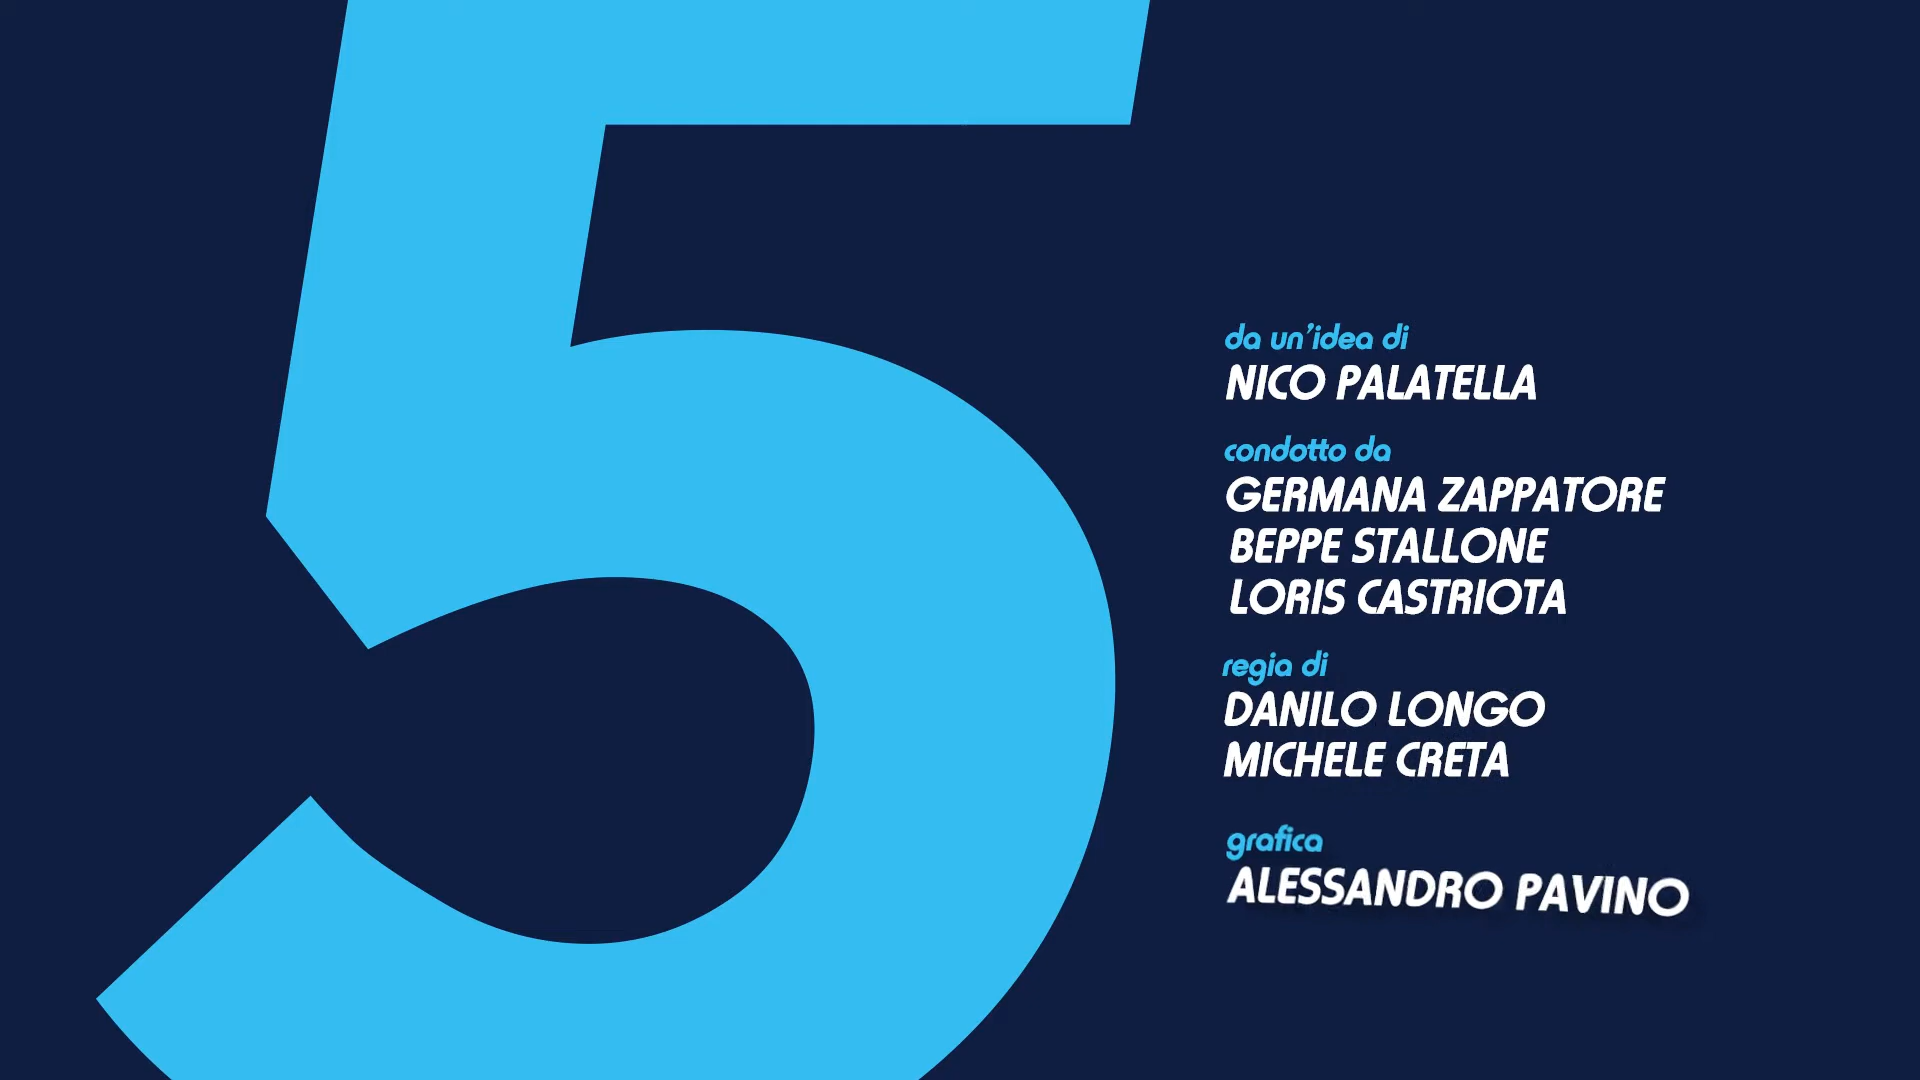 5
da un'idea di
NICO PALATELLA
condotto da
GERMANA ZAPPATORE
BEPPE STALLONE
LORIS CASTRIOTA
regia di
DANILO LONGO
MICHELE CRETA
grafica
ALESSANDRO PAVINO